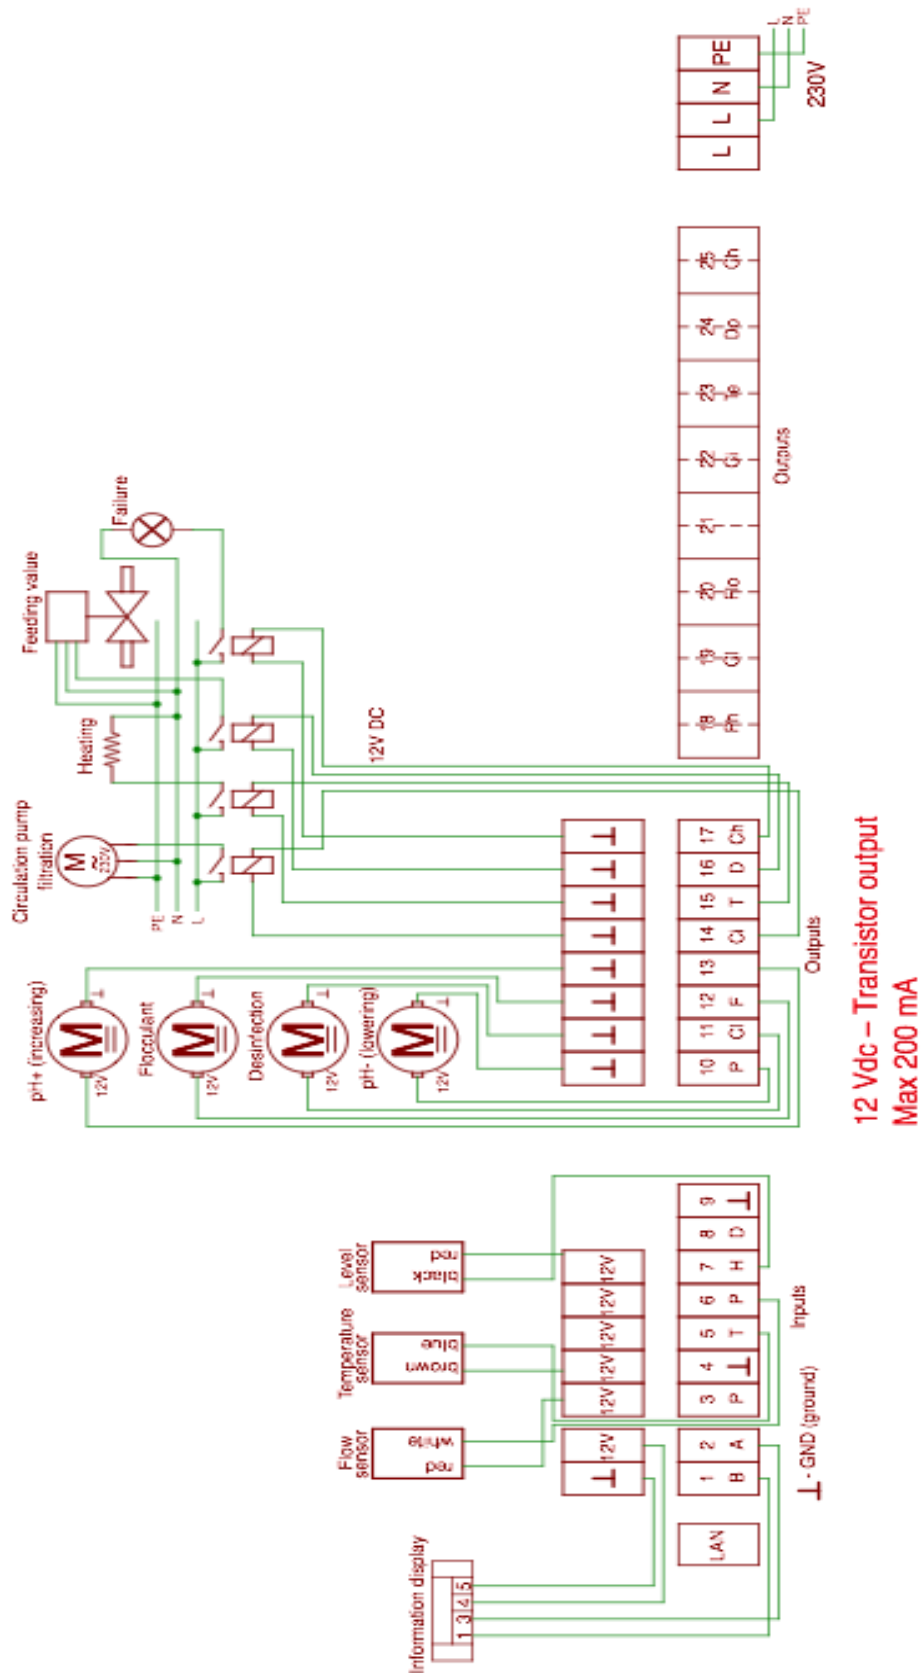 Circulation pump
filtration
M
~
230V
Heating
Feeding value
Failure
PE
N
L
12V DC
pH+ (increasing)
M
12V
⊥
Flocculant
M
12V
⊥
Desinfection
M
12V
⊥
pH- (lowering)
M
12V
⊥
Level
sensor
black
red
Temperature
sensor
brown
blue
Flow
sensor
red
white
Information display
1 3 4 5
⊥ 12V
12V 12V 12V 12V 12V
⊥ ⊥ ⊥ ⊥ ⊥ ⊥ ⊥ ⊥
LAN
1 2
B A
3 4 5 6 7 8 9
P ⊥ T P H D ⊥
Inputs
⊥ - GND (ground)
10 11 12 13 14 15 16 17
P Cl F Ci T D Ch
Outputs
18 19 20 21 22 23 24 25
Ph Cl Ro Ci Te Do Ch
Outputs
L L N PE
L
N
PE
230V
12 Vdc – Transistor output
Max 200 mA